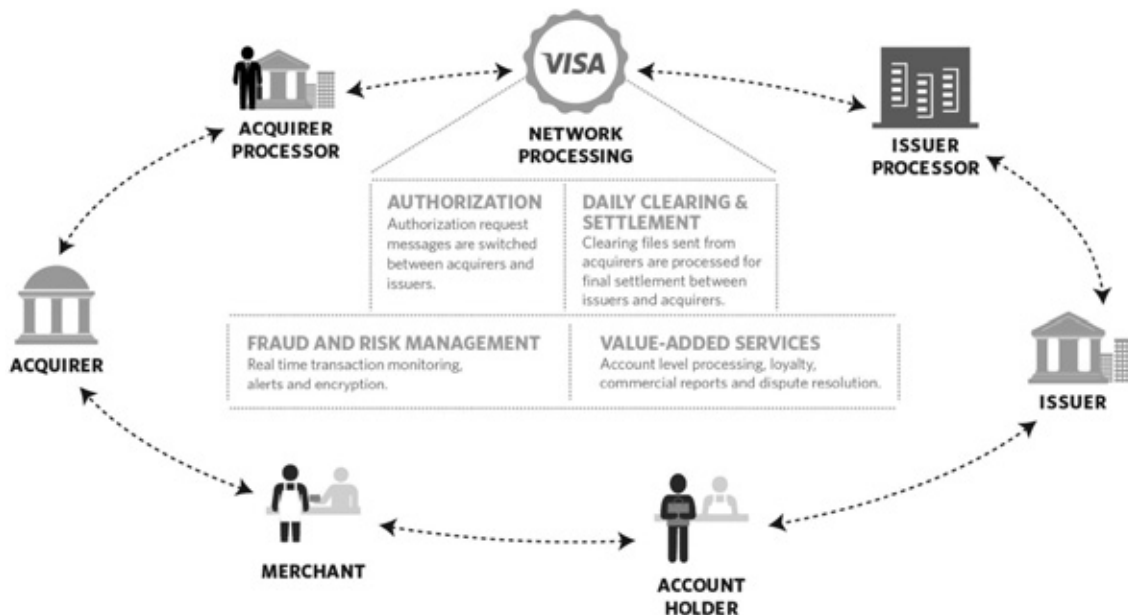 VISA
NETWORK
PROCESSING
ACQUIRER
PROCESSOR
ISSUER
PROCESSOR
AUTHORIZATION
Authorization request
messages are switched
between acquirers and
issuers.
DAILY CLEARING &
SETTLEMENT
Clearing files sent from
acquirers are processed for
final settlement between
issuers and acquirers.
ACQUIRER
FRAUD AND RISK MANAGEMENT
Real time transaction monitoring,
alerts and encryption.
VALUE-ADDED SERVICES
Account level processing, loyalty,
commercial reports and dispute resolution.
ISSUER
MERCHANT
ACCOUNT
HOLDER